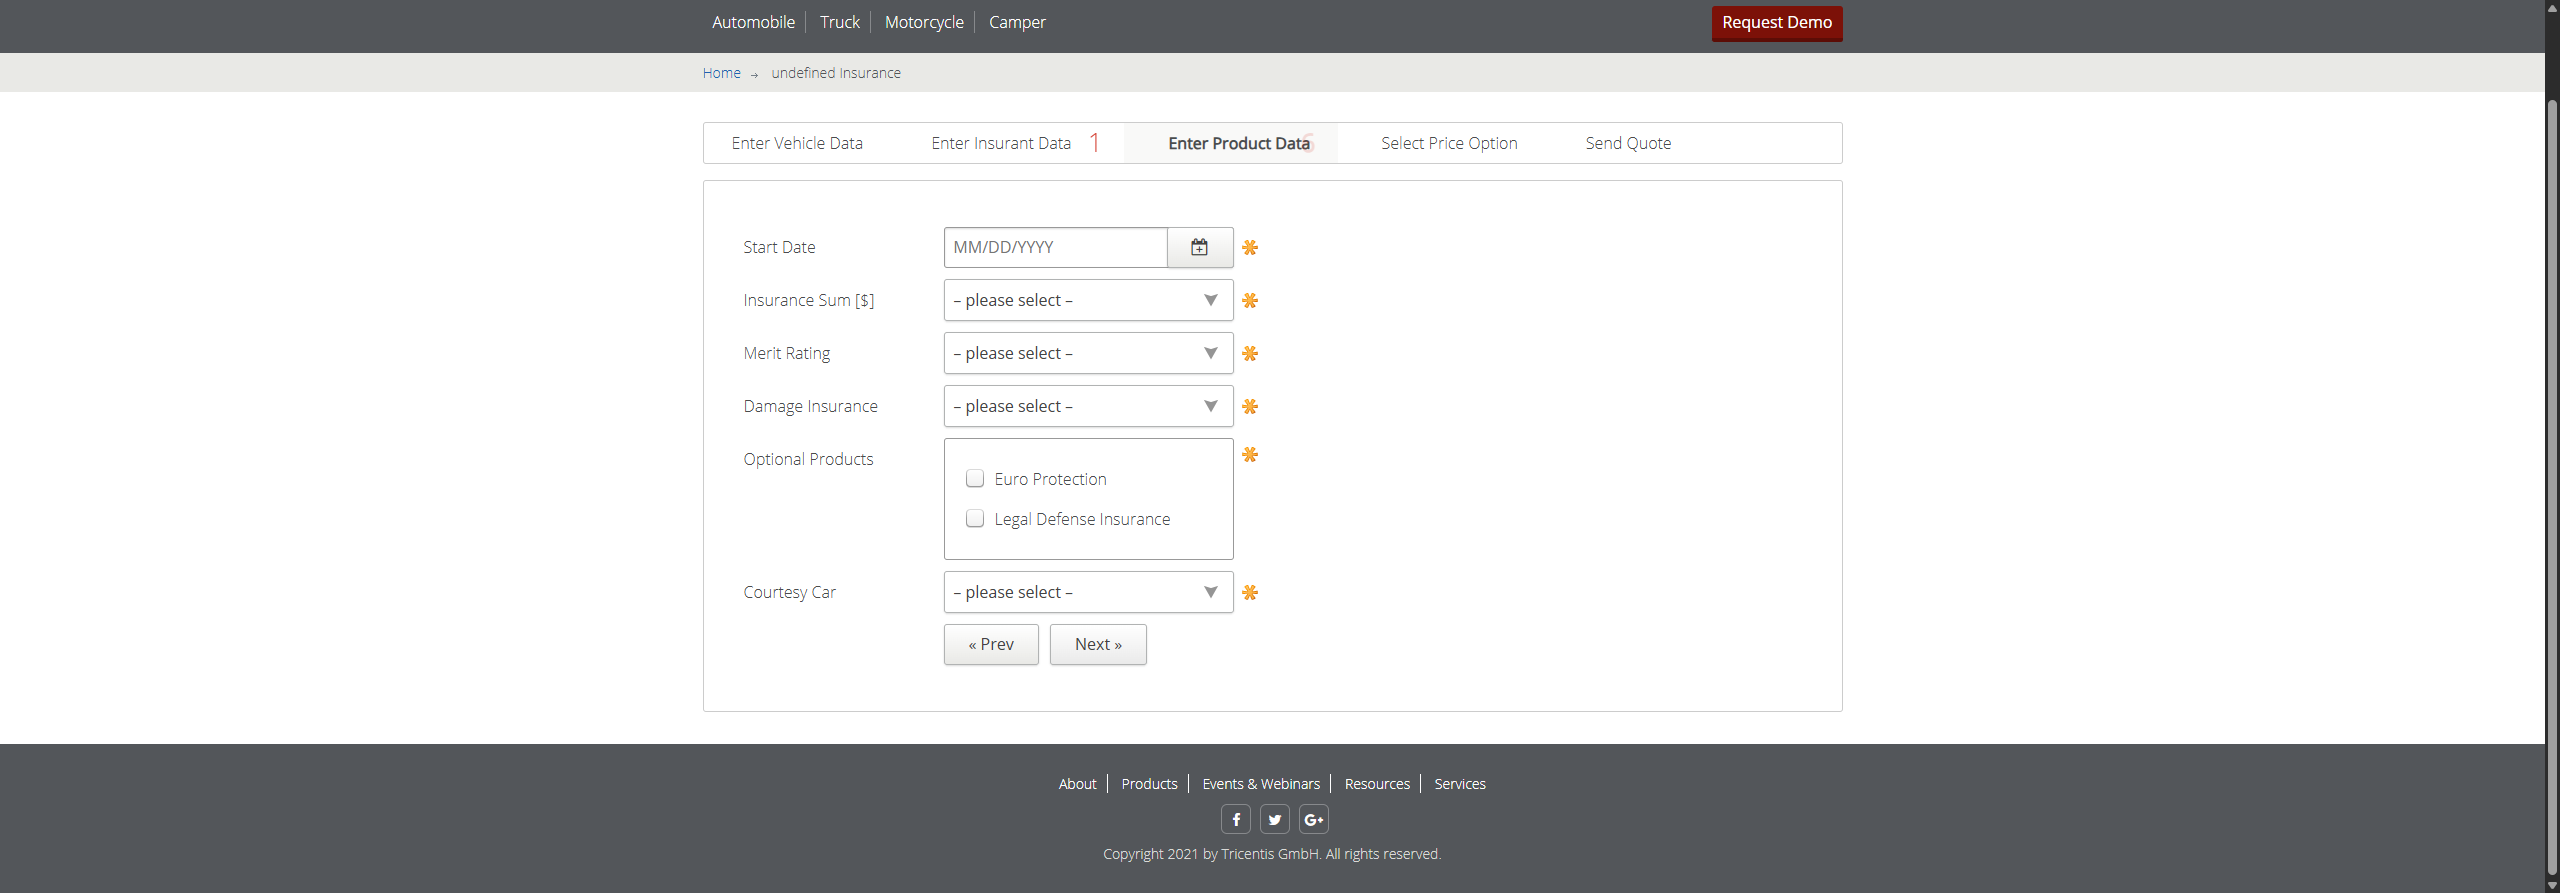 Automobile Truck Motorcycle Camper Request Demo
Home → undefined Insurance
Enter Vehicle Data Enter Insurant Data 1 Enter Product Data 6 Select Price Option Send Quote
Start Date MM/DD/YYYY
Insurance Sum [$] – please select –
Merit Rating – please select –
Damage Insurance – please select –
Optional Products
Euro Protection
Legal Defense Insurance
Courtesy Car – please select –
« Prev Next »
About Products Events & Webinars Resources Services
f G+
Copyright 2021 by Tricentis GmbH. All rights reserved.